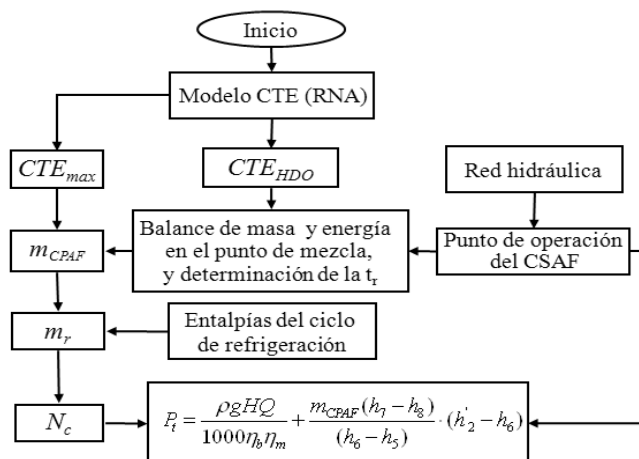 Inicio
Modelo CTE (RNA)
CTE_max
CTE_HDO
Red hidráulica
Balance de masa y energía
en el punto de mezcla,
y determinación de la t_r
m_CPAF
Punto de operación
del CSAF
m_r
Entalpías del ciclo
de refrigeración
N_c
P_t = ρgHQ / 1000η_bη_m + m_CPAF (h_7 − h_8) / (h_6 − h_5) · (h'_2 − h_6)